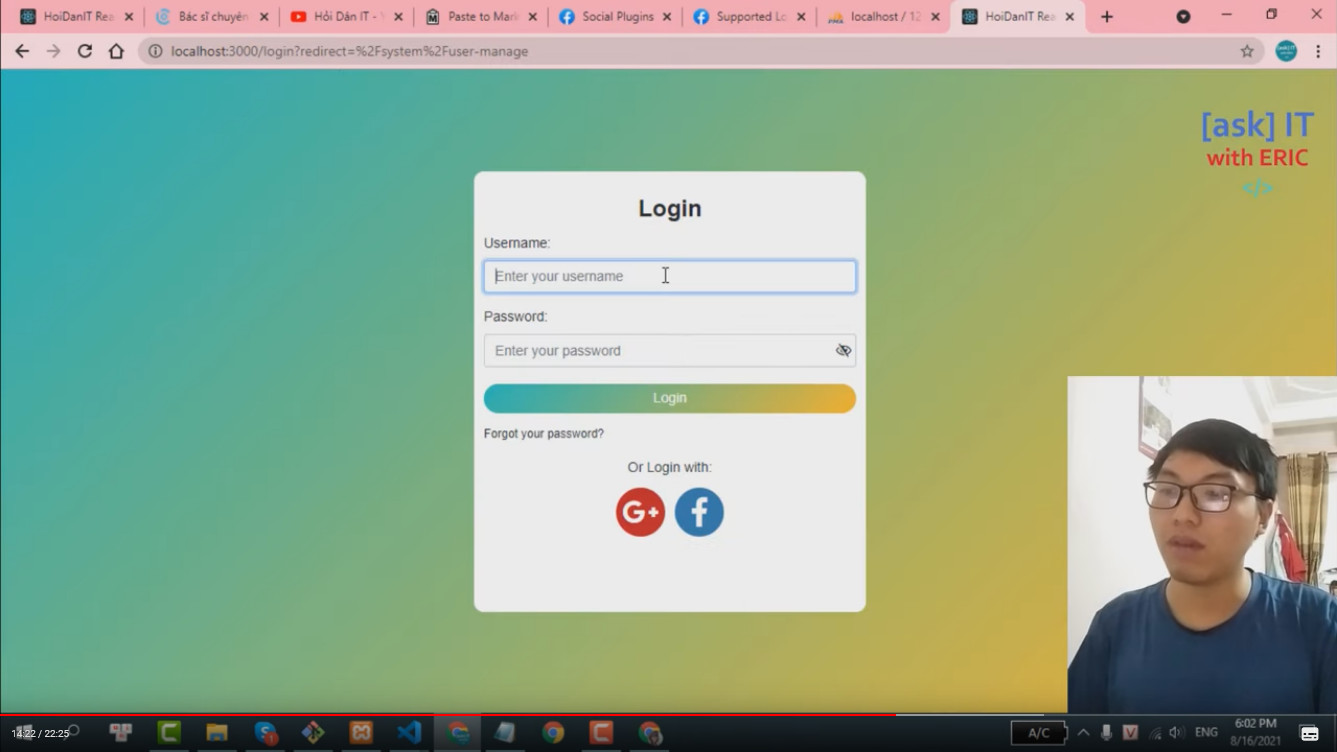 HoiDanIT Rea
Bác sĩ chuyên
Hỏi Dân IT -
Paste to Mark
Social Plugins
Supported Lo
localhost / 12
HoiDanIT Rea
localhost:3000/login?redirect=%2Fsystem%2Fuser-manage
[ask] IT
with ERIC
</>
Login
Username:
Enter your username
Password:
Enter your password
Login
Forgot your password?
Or Login with:
G+
f
14:22 / 22:25
A/C
ENG
6:02 PM
8/16/2021